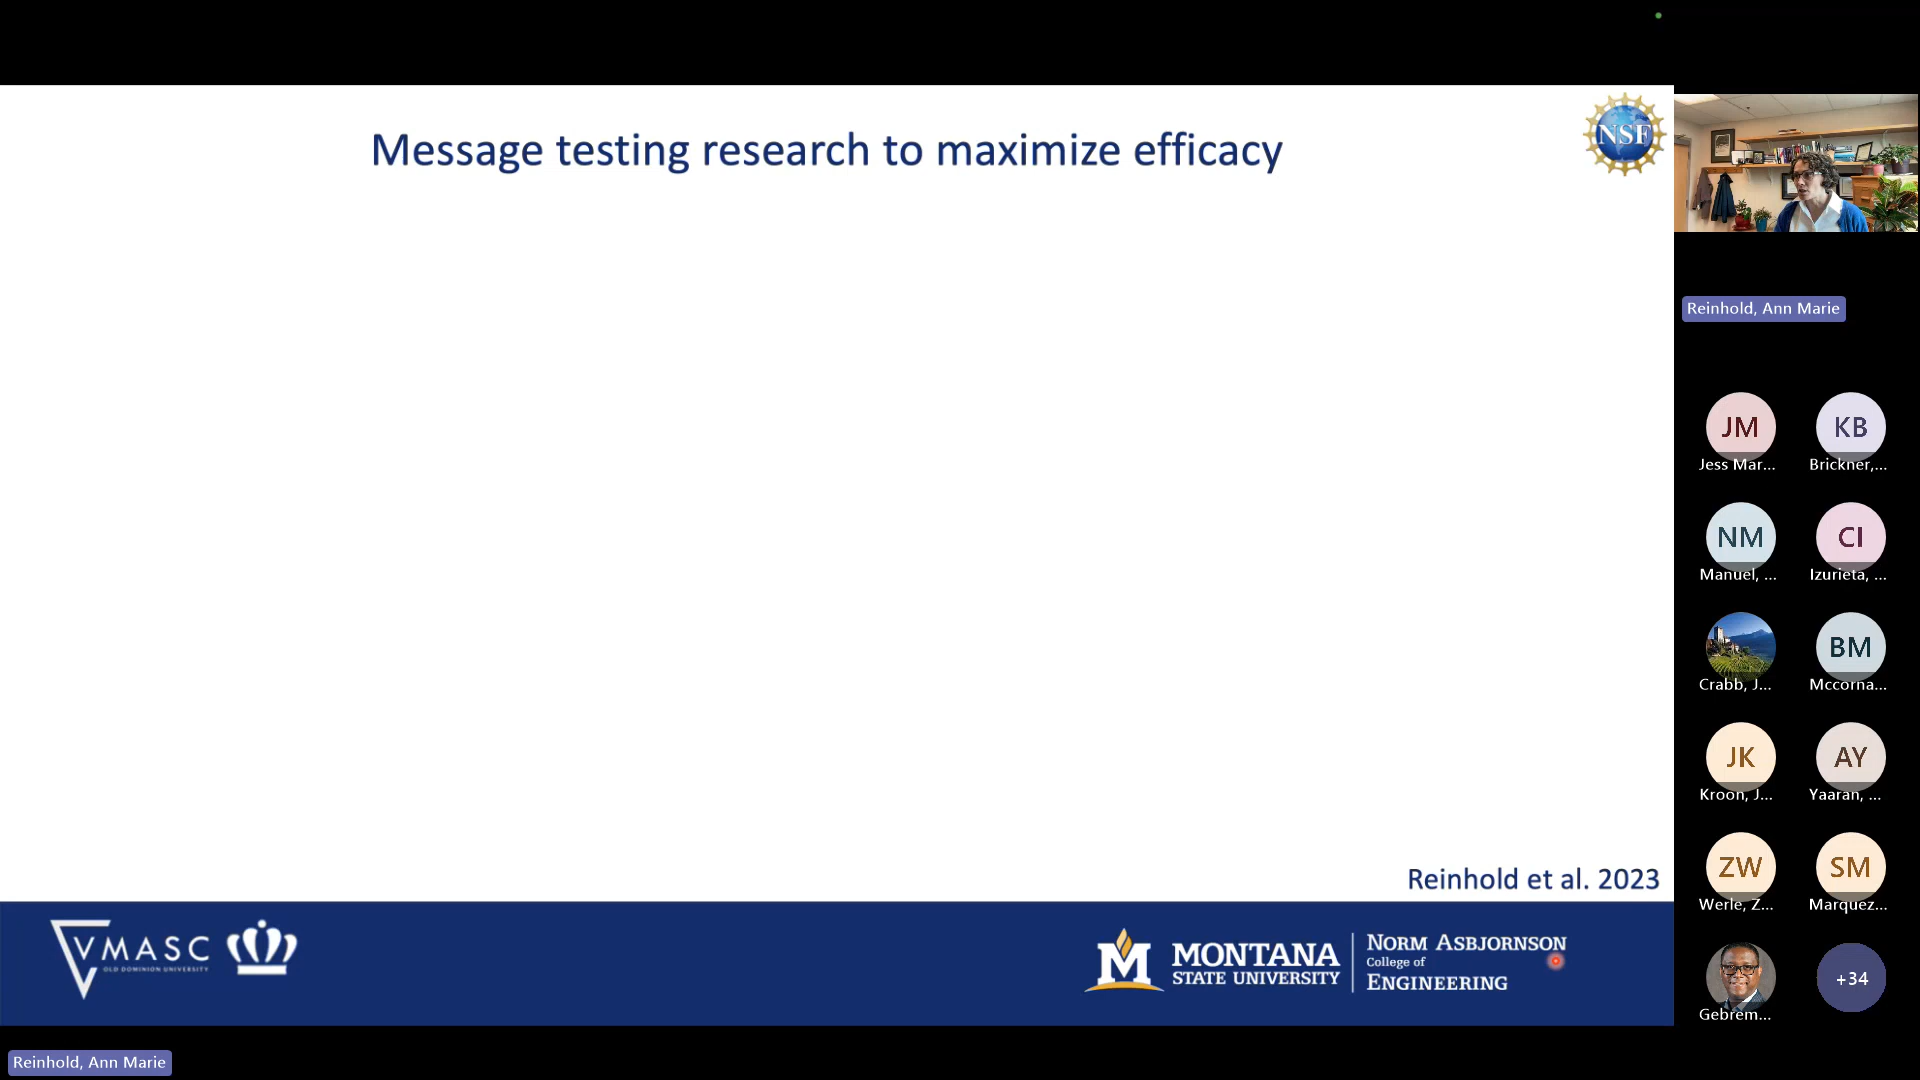 Message testing research to maximize efficacy
NSF
Reinhold, Ann Marie
JM
KB
Jess Mar...
Brickner,...
NM
CI
Manuel, ...
Izurieta, ...
BM
Crabb, J...
Mccorna...
JK
AY
Kroon, J...
Yaaran, ...
ZW
SM
Werle, Z...
Marquez...
+34
Gebrem...
Reinhold et al. 2023
VMASC
OLD DOMINION UNIVERSITY
M
MONTANA
STATE UNIVERSITY
NORM ASBJORNSON
College of
ENGINEERING
Reinhold, Ann Marie